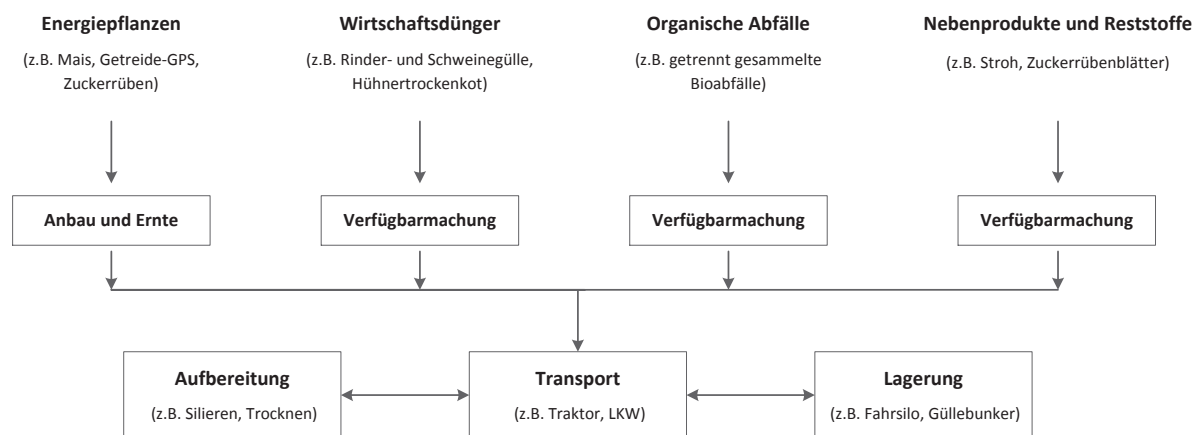 Energiepflanzen
(z.B. Mais, Getreide-GPS,
Zuckerrüben)
Wirtschaftsdünger
(z.B. Rinder- und Schweinegülle,
Hühnertrockenkot)
Organische Abfälle
(z.B. getrennt gesammelte
Bioabfälle)
Nebenprodukte und Reststoffe
(z.B. Stroh, Zuckerrübenblätter)
Anbau und Ernte
Verfügbarmachung
Verfügbarmachung
Verfügbarmachung
Aufbereitung
(z.B. Silieren, Trocknen)
Transport
(z.B. Traktor, LKW)
Lagerung
(z.B. Fahrsilo, Güllebunker)